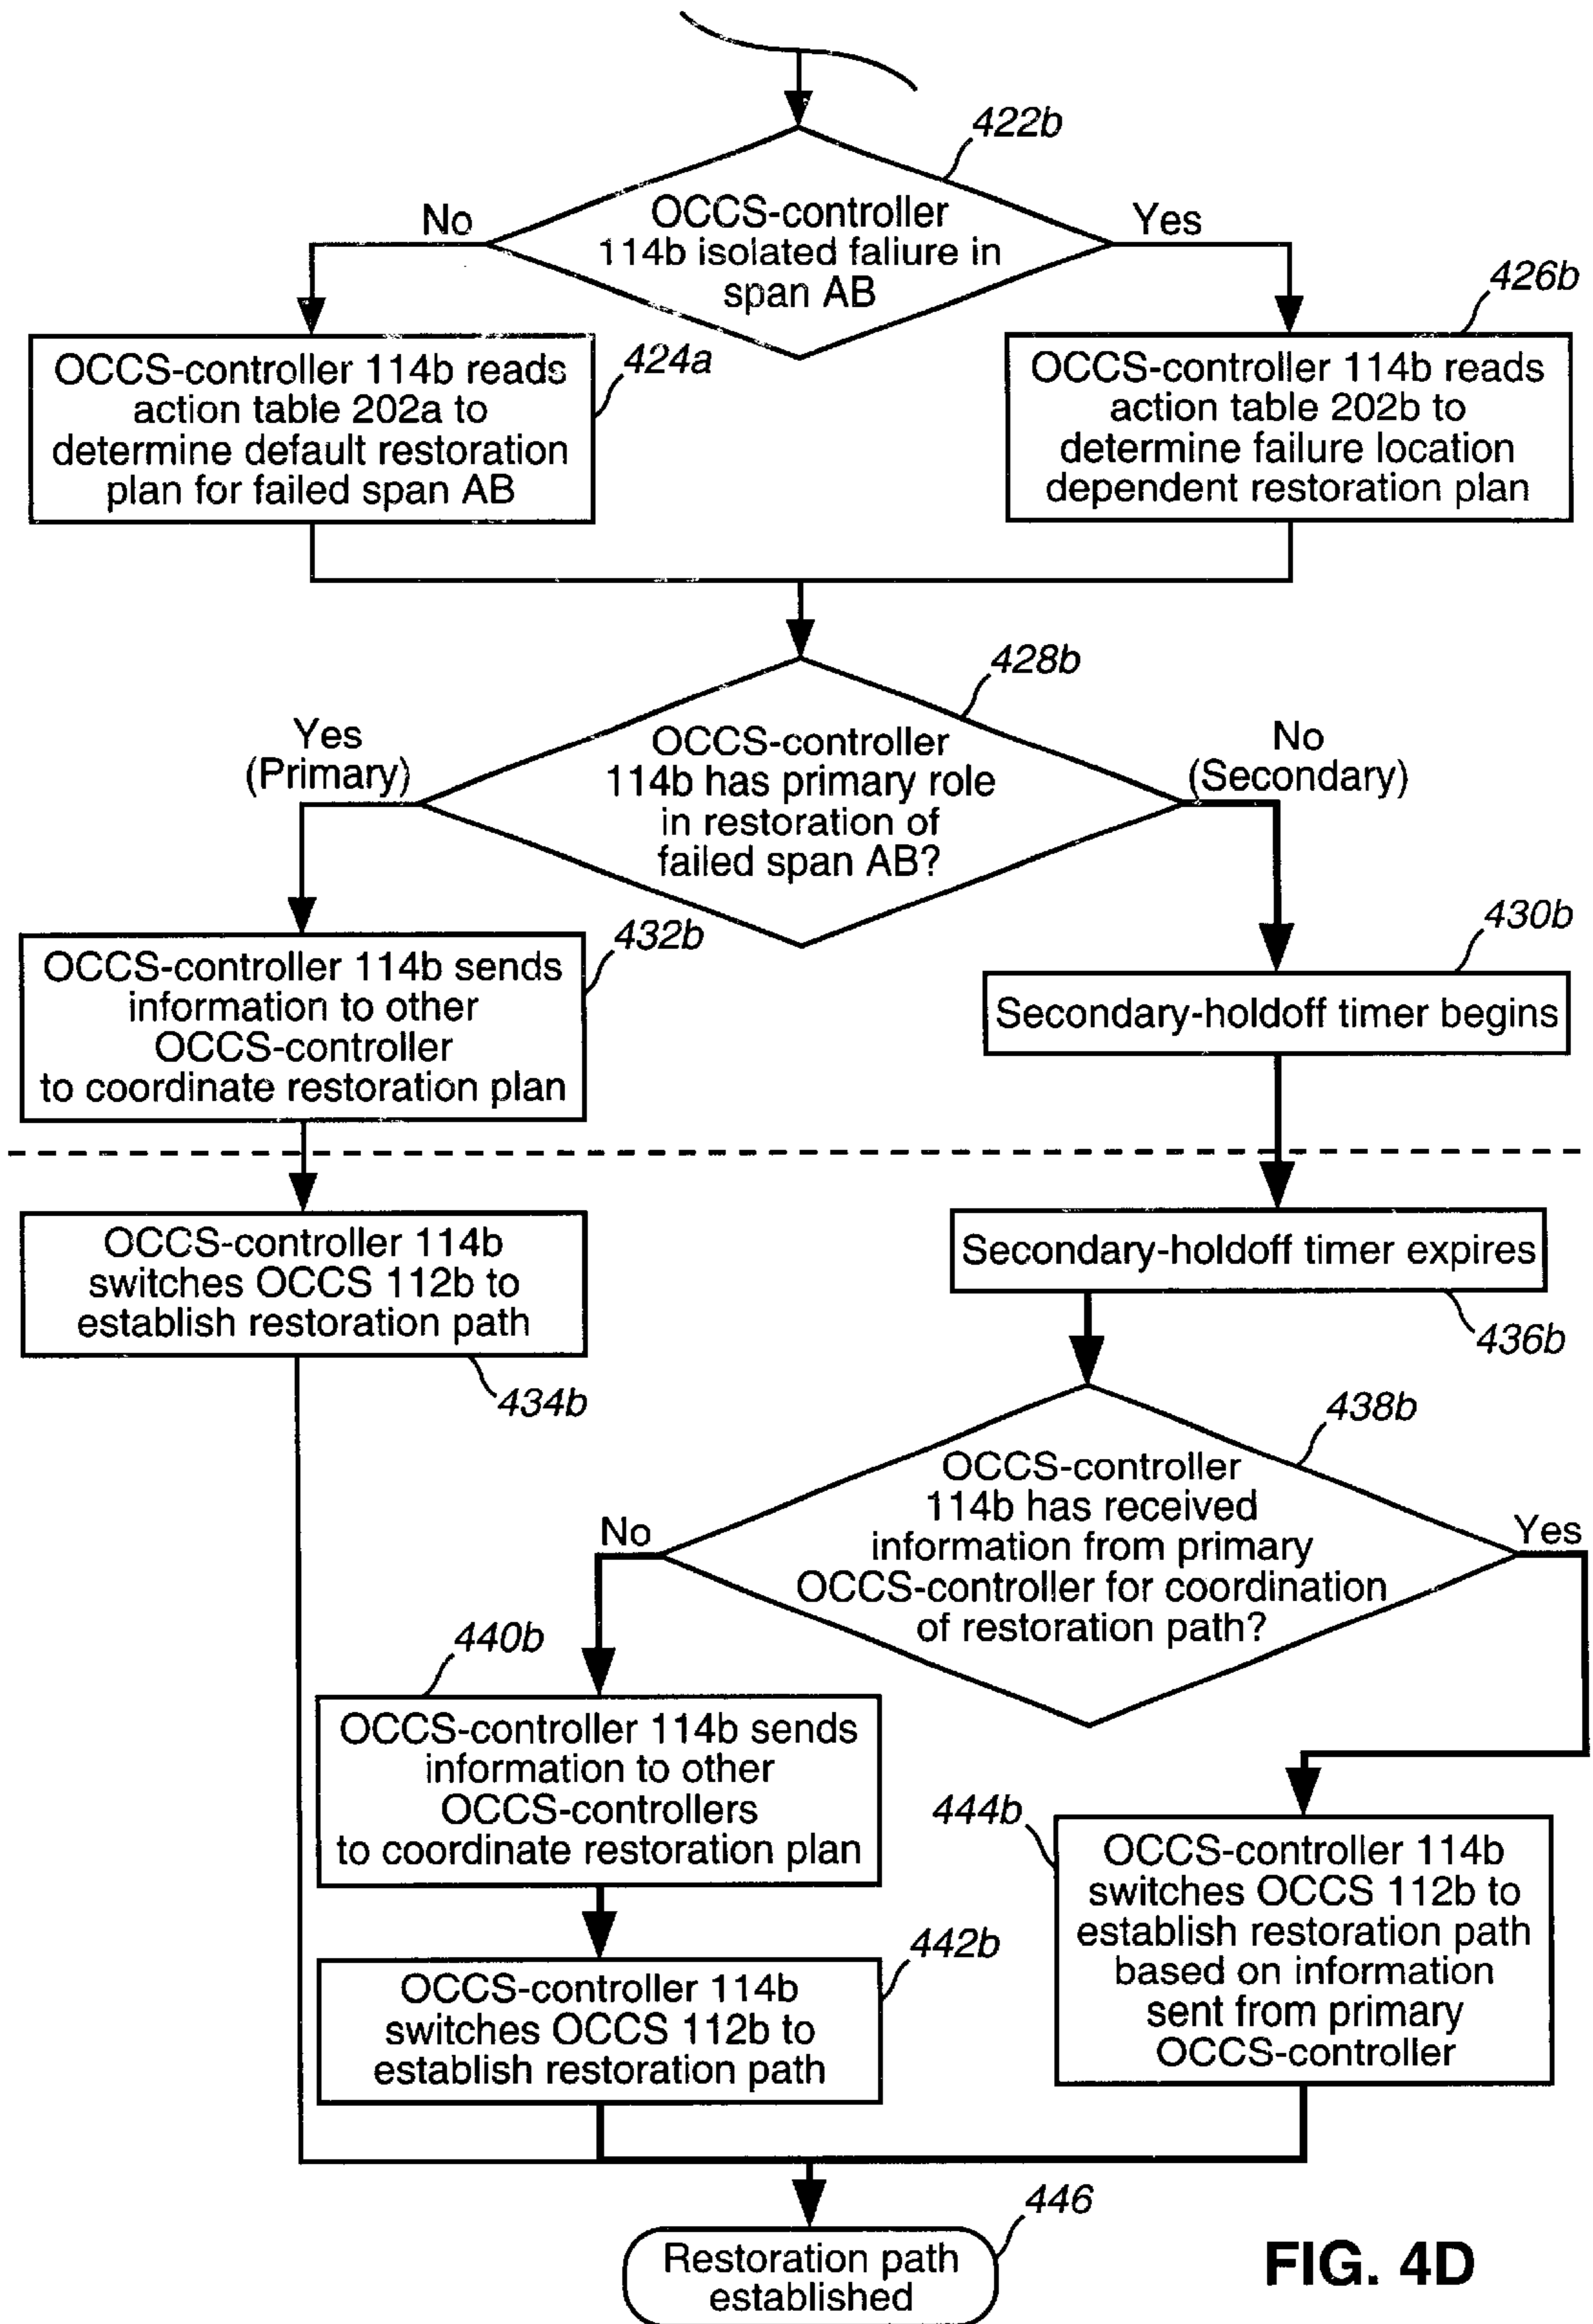 422b
No
OCCS-controller
114b isolated faliure in
span AB
Yes
426b
OCCS-controller 114b reads
action table 202a to
determine default restoration
plan for failed span AB
424a
OCCS-controller 114b reads
action table 202b to
determine failure location
dependent restoration plan
428b
Yes
(Primary)
OCCS-controller
114b has primary role
in restoration of
failed span AB?
No
(Secondary)
432b
430b
OCCS-controller 114b sends
information to other
OCCS-controller
to coordinate restoration plan
Secondary-holdoff timer begins
OCCS-controller 114b
switches OCCS 112b to
establish restoration path
434b
Secondary-holdoff timer expires
436b
438b
No
OCCS-controller
114b has received
information from primary
OCCS-controller for coordination
of restoration path?
Yes
440b
OCCS-controller 114b sends
information to other
OCCS-controllers
to coordinate restoration plan
444b
OCCS-controller 114b
switches OCCS 112b to
establish restoration path
based on information
sent from primary
OCCS-controller
442b
OCCS-controller 114b
switches OCCS 112b to
establish restoration path
446
Restoration path
established
FIG. 4D